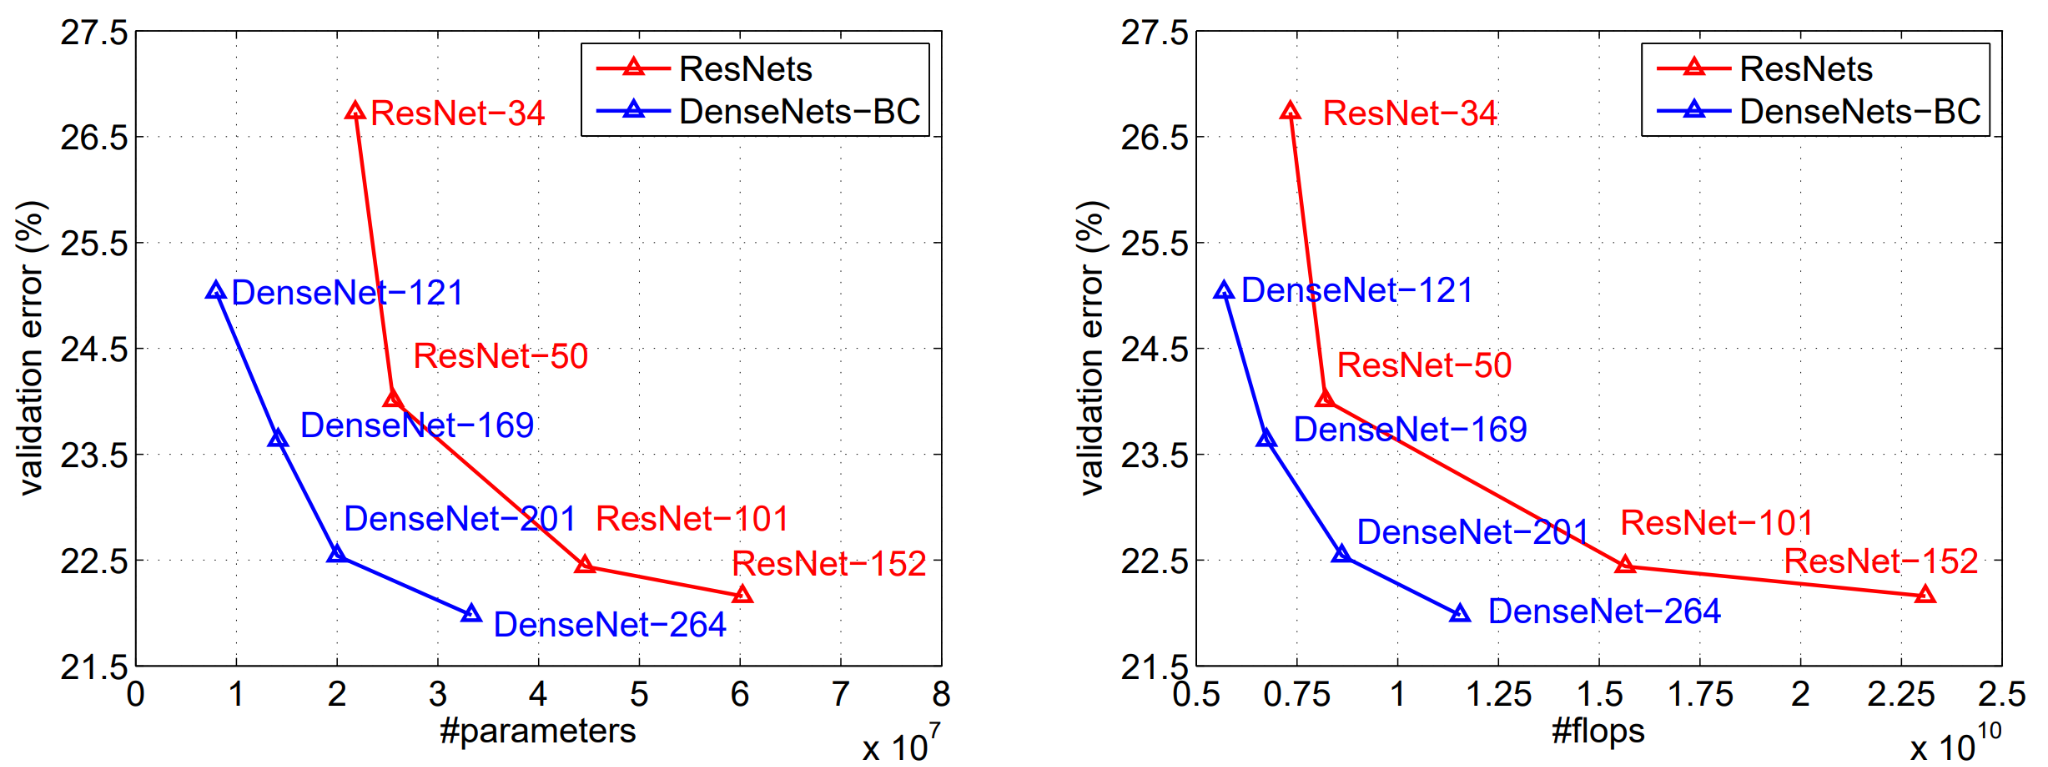 27.5
26.5
25.5
24.5
23.5
22.5
21.5
validation error (%)
ResNets
DenseNets−BC
ResNet−34
DenseNet−121
ResNet−50
DenseNet−169
DenseNet−201
ResNet−101
ResNet−152
DenseNet−264
0 1 2 3 4 5 6 7 8
#parameters
x 10⁷
27.5
26.5
25.5
24.5
23.5
22.5
21.5
validation error (%)
ResNets
DenseNets−BC
ResNet−34
DenseNet−121
ResNet−50
DenseNet−169
DenseNet−201
ResNet−101
ResNet−152
DenseNet−264
0.5 0.75 1 1.25 1.5 1.75 2 2.25 2.5
#flops
x 10¹⁰